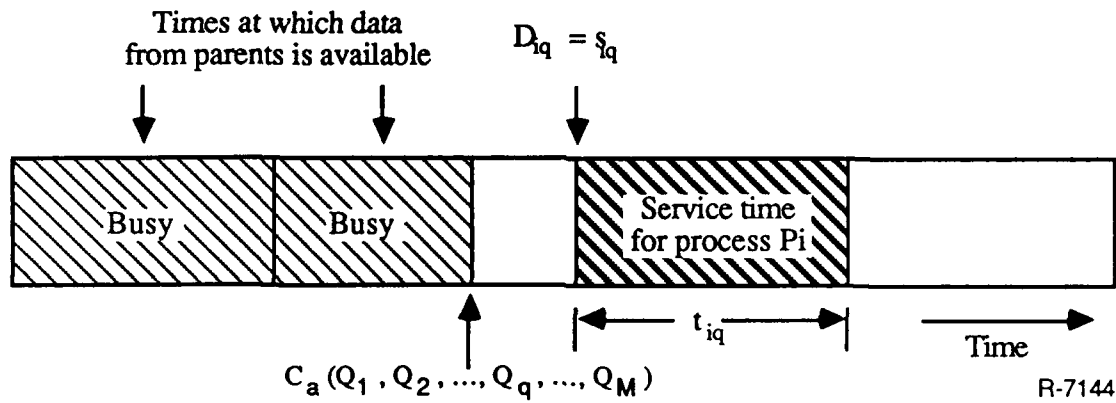 Times at which data
from parents is available
D_iq = s_iq
Busy
Busy
Service time
for process Pi
t_iq
Time
C_a (Q_1 , Q_2 , ..., Q_q , ..., Q_M )
R-7144